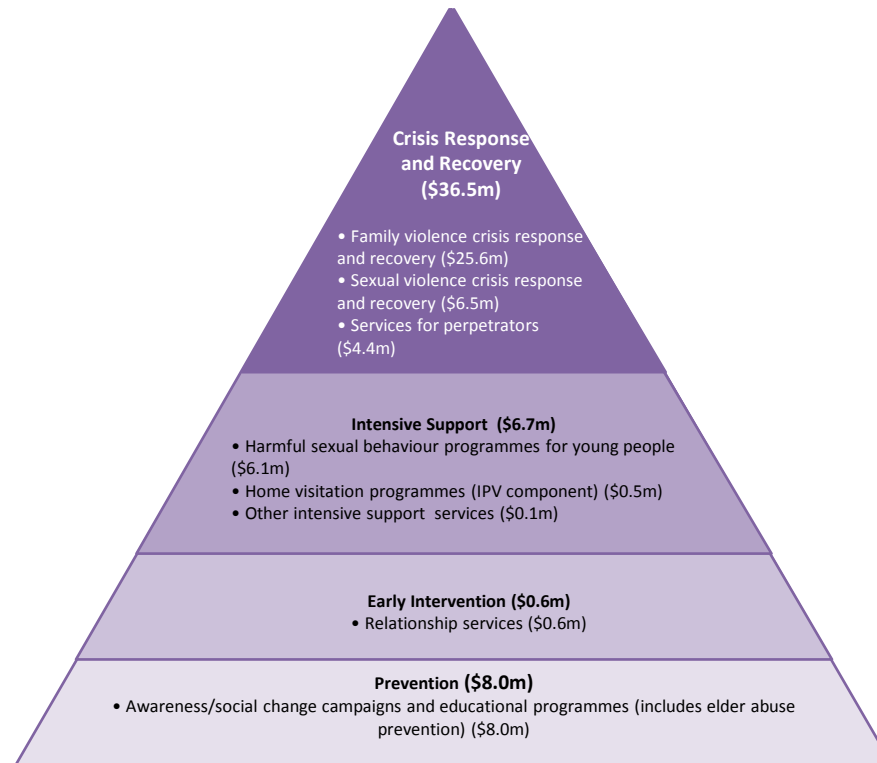 Crisis Response
and Recovery
($36.5m)
• Family violence crisis response
and recovery ($25.6m)
• Sexual violence crisis response
and recovery ($6.5m)
• Services for perpetrators
($4.4m)
Intensive Support ($6.7m)
• Harmful sexual behaviour programmes for young people
($6.1m)
• Home visitation programmes (IPV component) ($0.5m)
• Other intensive support services ($0.1m)
Early Intervention ($0.6m)
• Relationship services ($0.6m)
Prevention ($8.0m)
• Awareness/social change campaigns and educational programmes (includes elder abuse
prevention) ($8.0m)